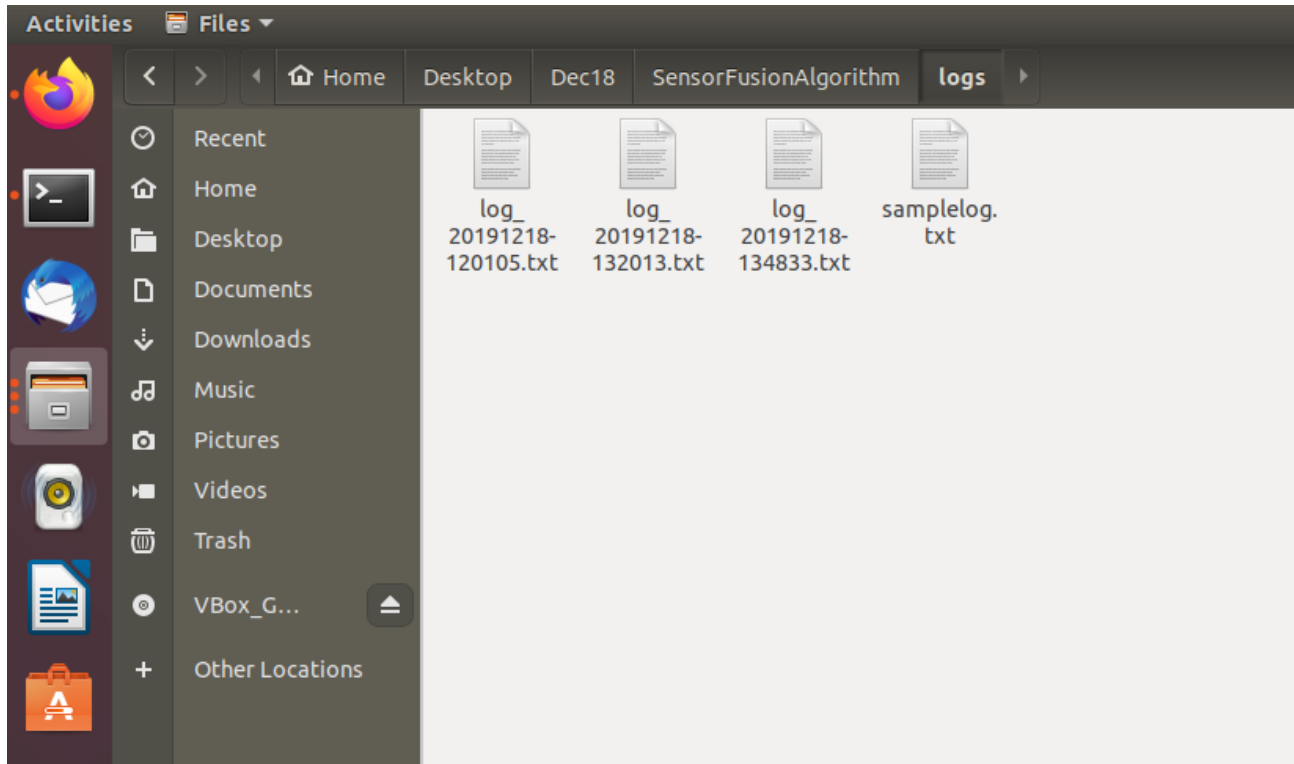 Activities Files
Home Desktop Dec18 SensorFusionAlgorithm logs
Recent
Home
Desktop
Documents
Downloads
Music
Pictures
Videos
Trash
VBox_G...
Other Locations
log_
20191218-
120105.txt
log_
20191218-
132013.txt
log_
20191218-
134833.txt
samplelog.
txt